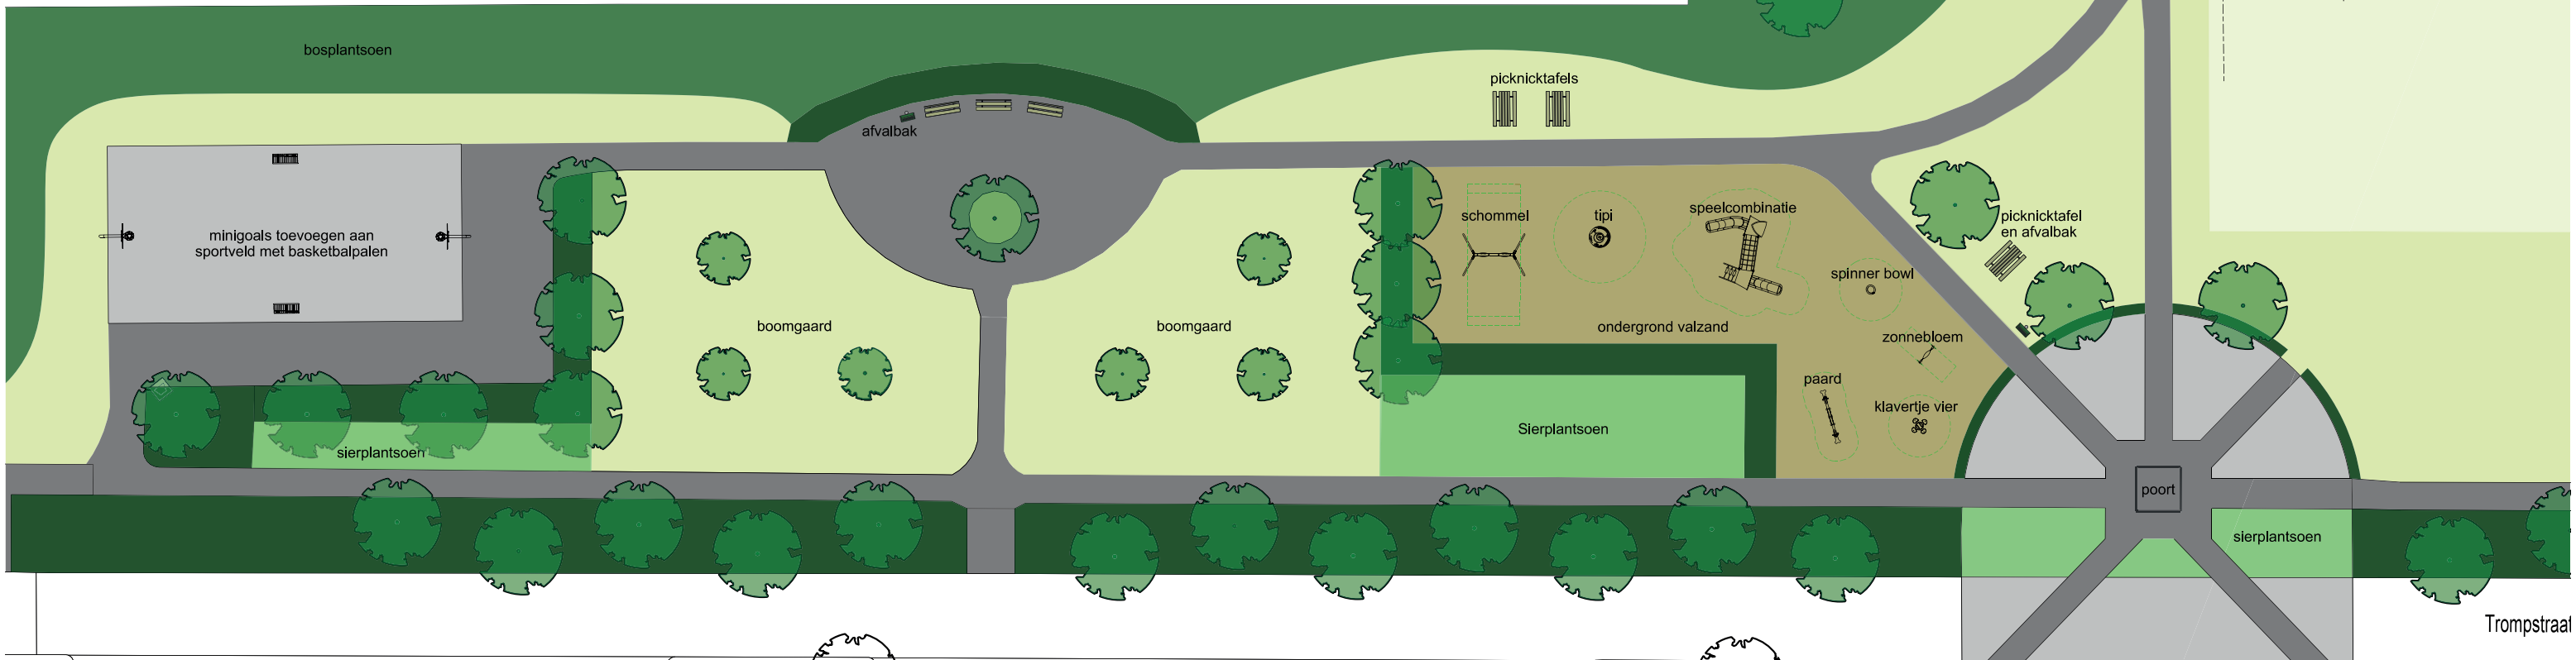 bosplantsoen
picknicktafels
afvalbak
minigoals toevoegen aan
sportveld met basketbalpalen
schommel
tipi
speelcombinatie
picknicktafel
en afvalbak
spinner bowl
boomgaard
boomgaard
ondergrond valzand
zonnebloem
paard
klavertje vier
sierplantsoen
Sierplantsoen
poort
sierplantsoen
Trompstraat